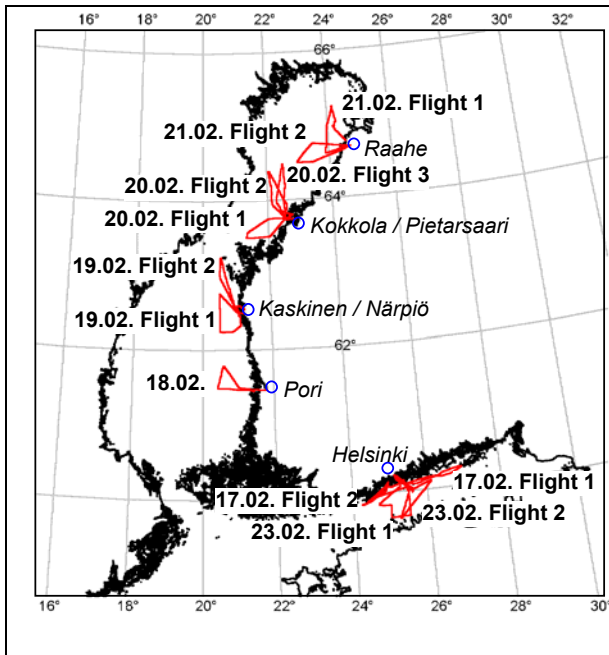 16° 18° 20° 22° 24° 26° 28° 30° 32°
66°
21.02. Flight 1
21.02. Flight 2
Raahe
20.02. Flight 2
20.02. Flight 3
64°
20.02. Flight 1
Kokkola / Pietarsaari
19.02. Flight 2
19.02. Flight 1
Kaskinen / Närpiö
62°
18.02.
Pori
Helsinki
17.02. Flight 1
17.02. Flight 2
23.02. Flight 2
23.02. Flight 1
16° 18° 20° 22° 24° 26° 28° 30°